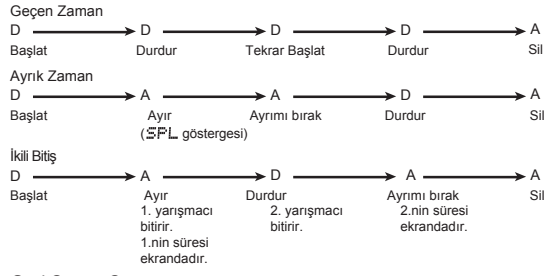 Geçen Zaman
D D D D A
Başlat Durdur Tekrar Başlat Durdur Sil
Ayrık Zaman
D A A D A
Başlat Ayır Ayrımı bırak Durdur Sil
(SPL göstergesi)
İkili Bitiş
D A D A A
Başlat Ayır Durdur Ayrımı bırak Sil
1. yarışmacı 2. yarışmacı 2.nin süresi
bitirir. bitirir. ekrandadır.
1.nin süresi
ekrandadır.